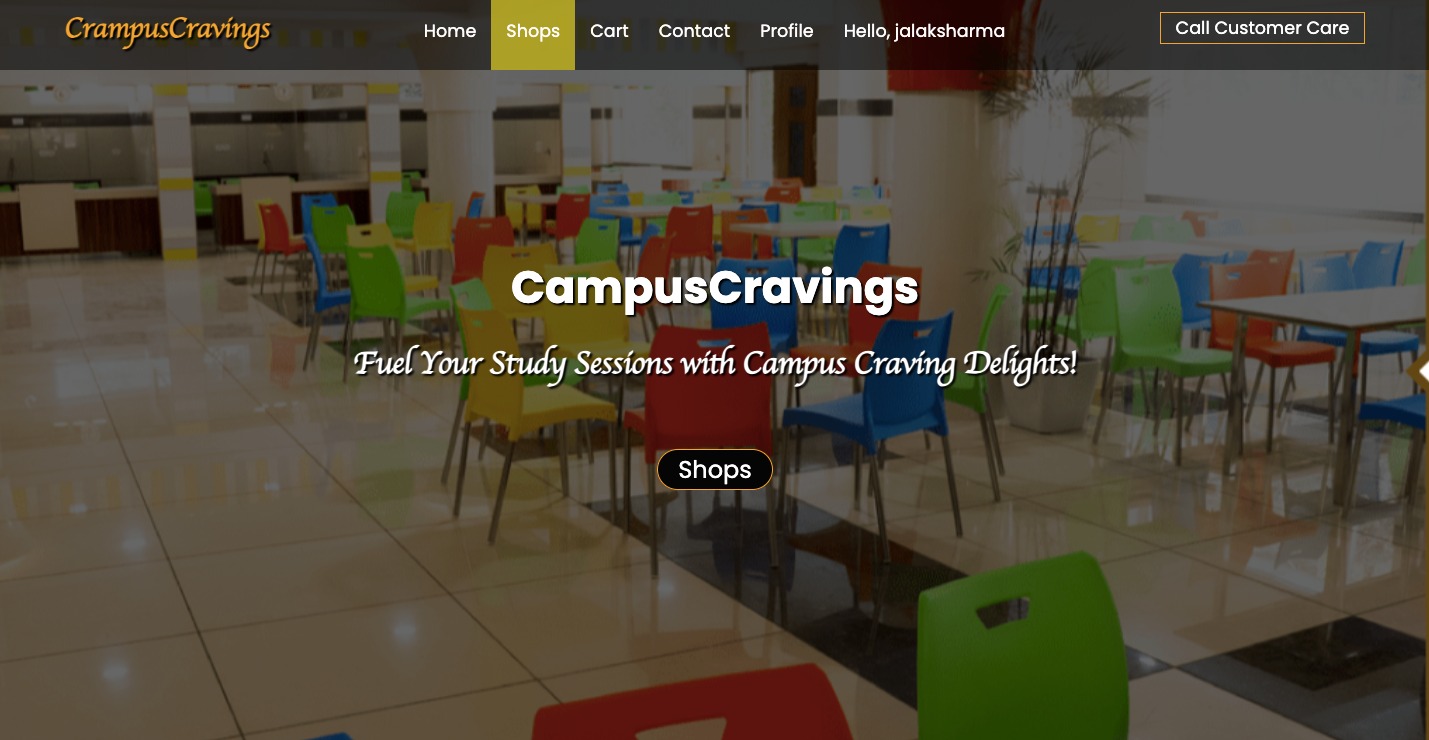 CrampusCravings
Home Shops Cart Contact Profile Hello, jalaksharma
Call Customer Care
CampusCravings
Fuel Your Study Sessions with Campus Craving Delights!
Shops